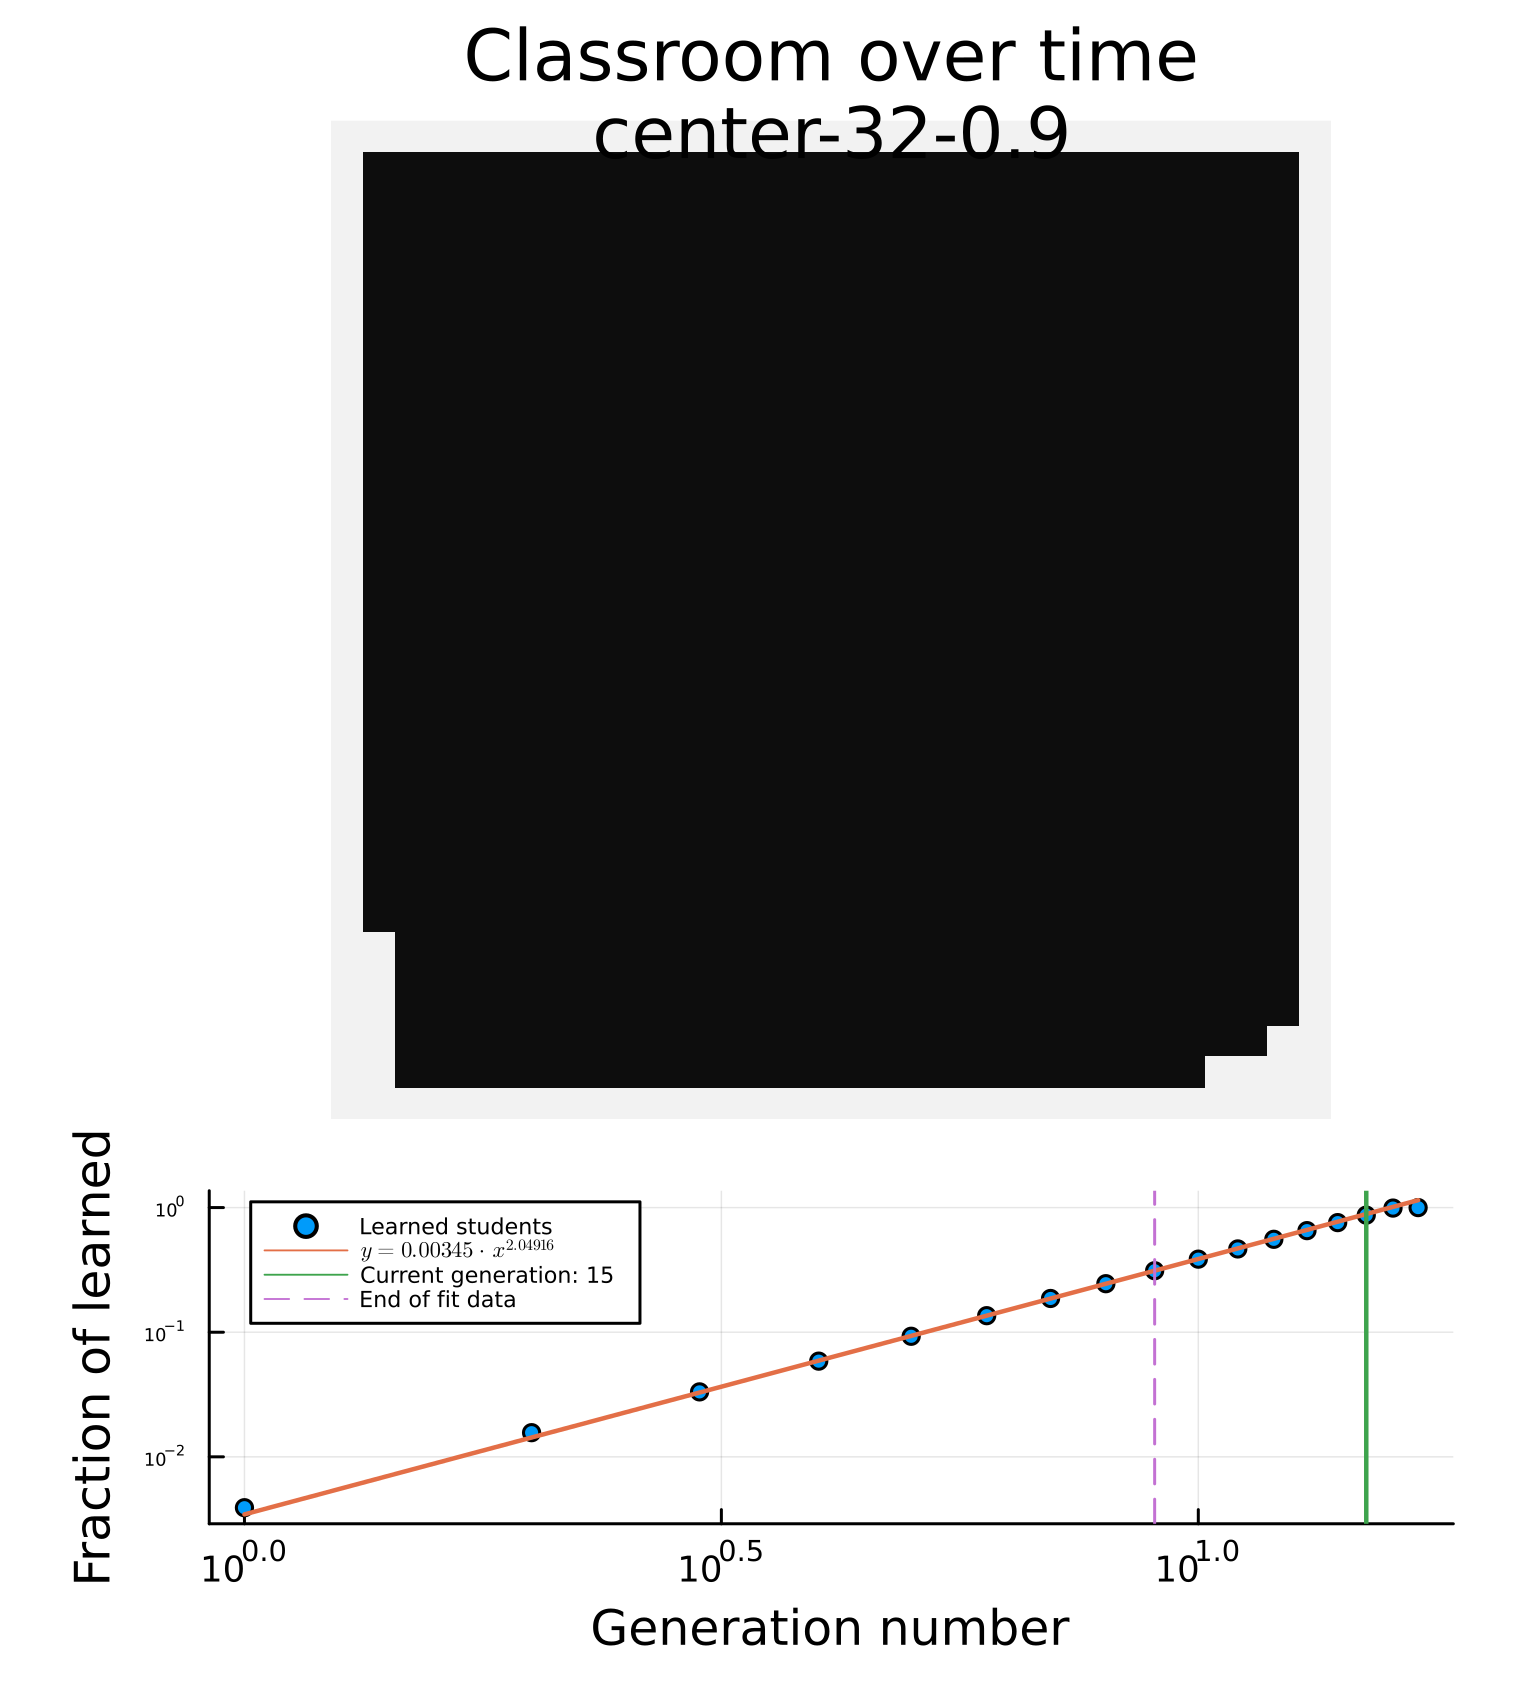 Classroom over time
center-32-0.9
Fraction of learned
10⁰
10⁻¹
10⁻²
Learned students
y = 0.00345 · x^2.04916
Current generation: 15
End of fit data
10^0.0
10^0.5
10^1.0
Generation number